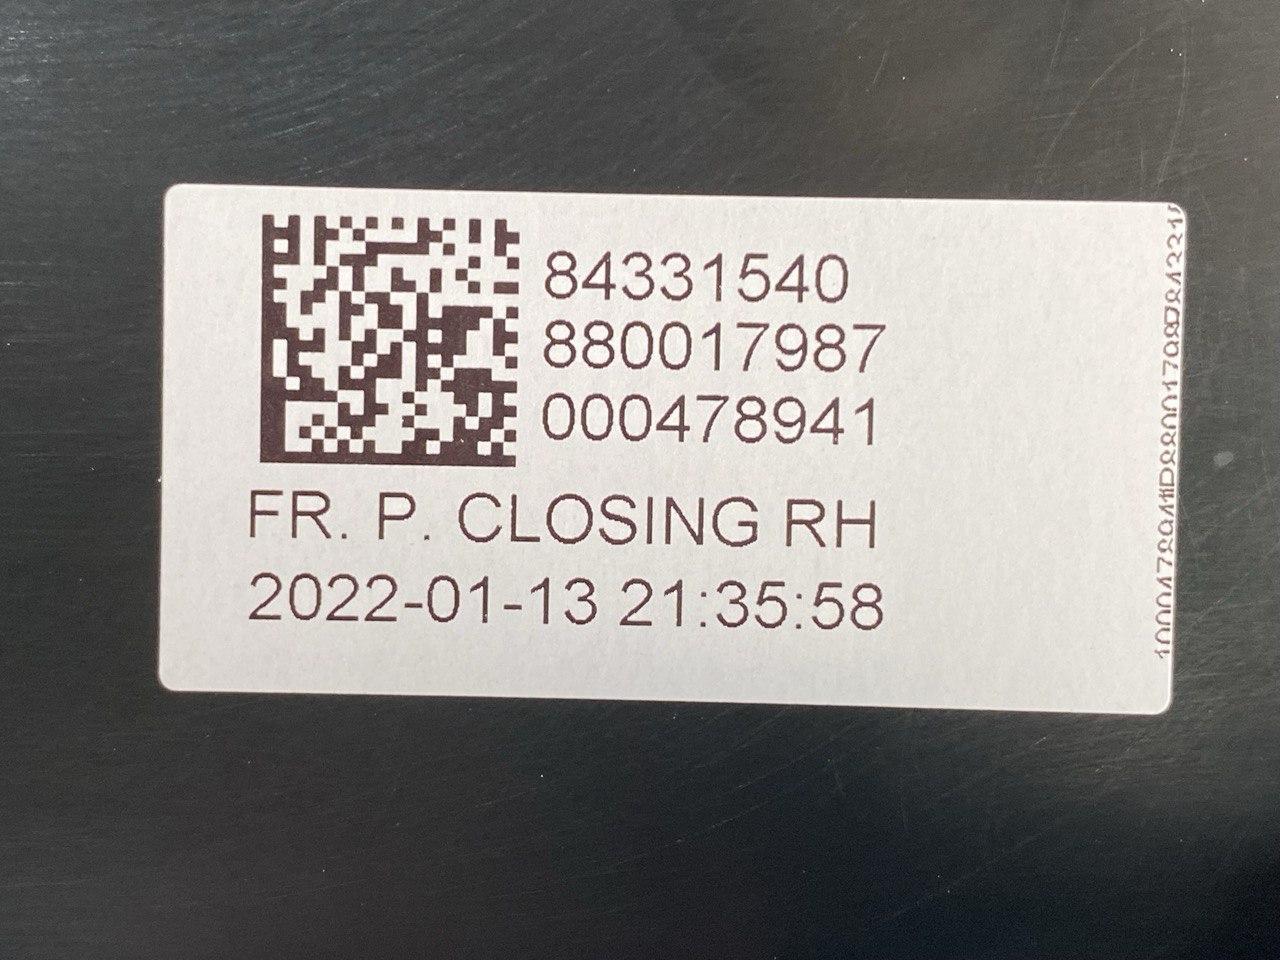 84331540
880017987
000478941
FR. P. CLOSING RH
2022-01-13 21:35:58